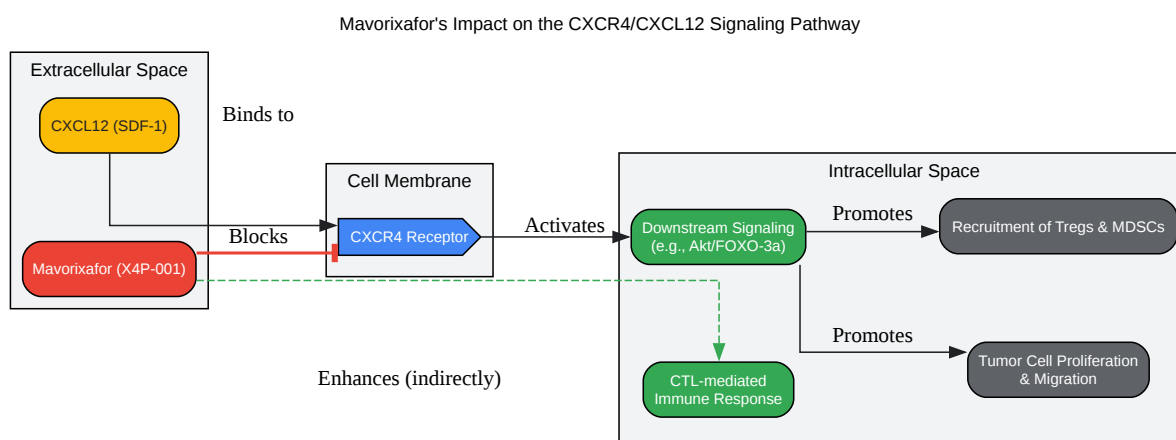 Mavorixafor's Impact on the CXCR4/CXCL12 Signaling Pathway
Extracellular Space
CXCL12 (SDF-1)
Binds to
Mavorixafor (X4P-001)
Blocks
Cell Membrane
CXCR4 Receptor
Activates
Intracellular Space
Downstream Signaling
(e.g., Akt/FOXO-3a)
Promotes
Recruitment of Tregs & MDSCs
Promotes
Tumor Cell Proliferation
& Migration
Enhances (indirectly)
CTL-mediated
Immune Response